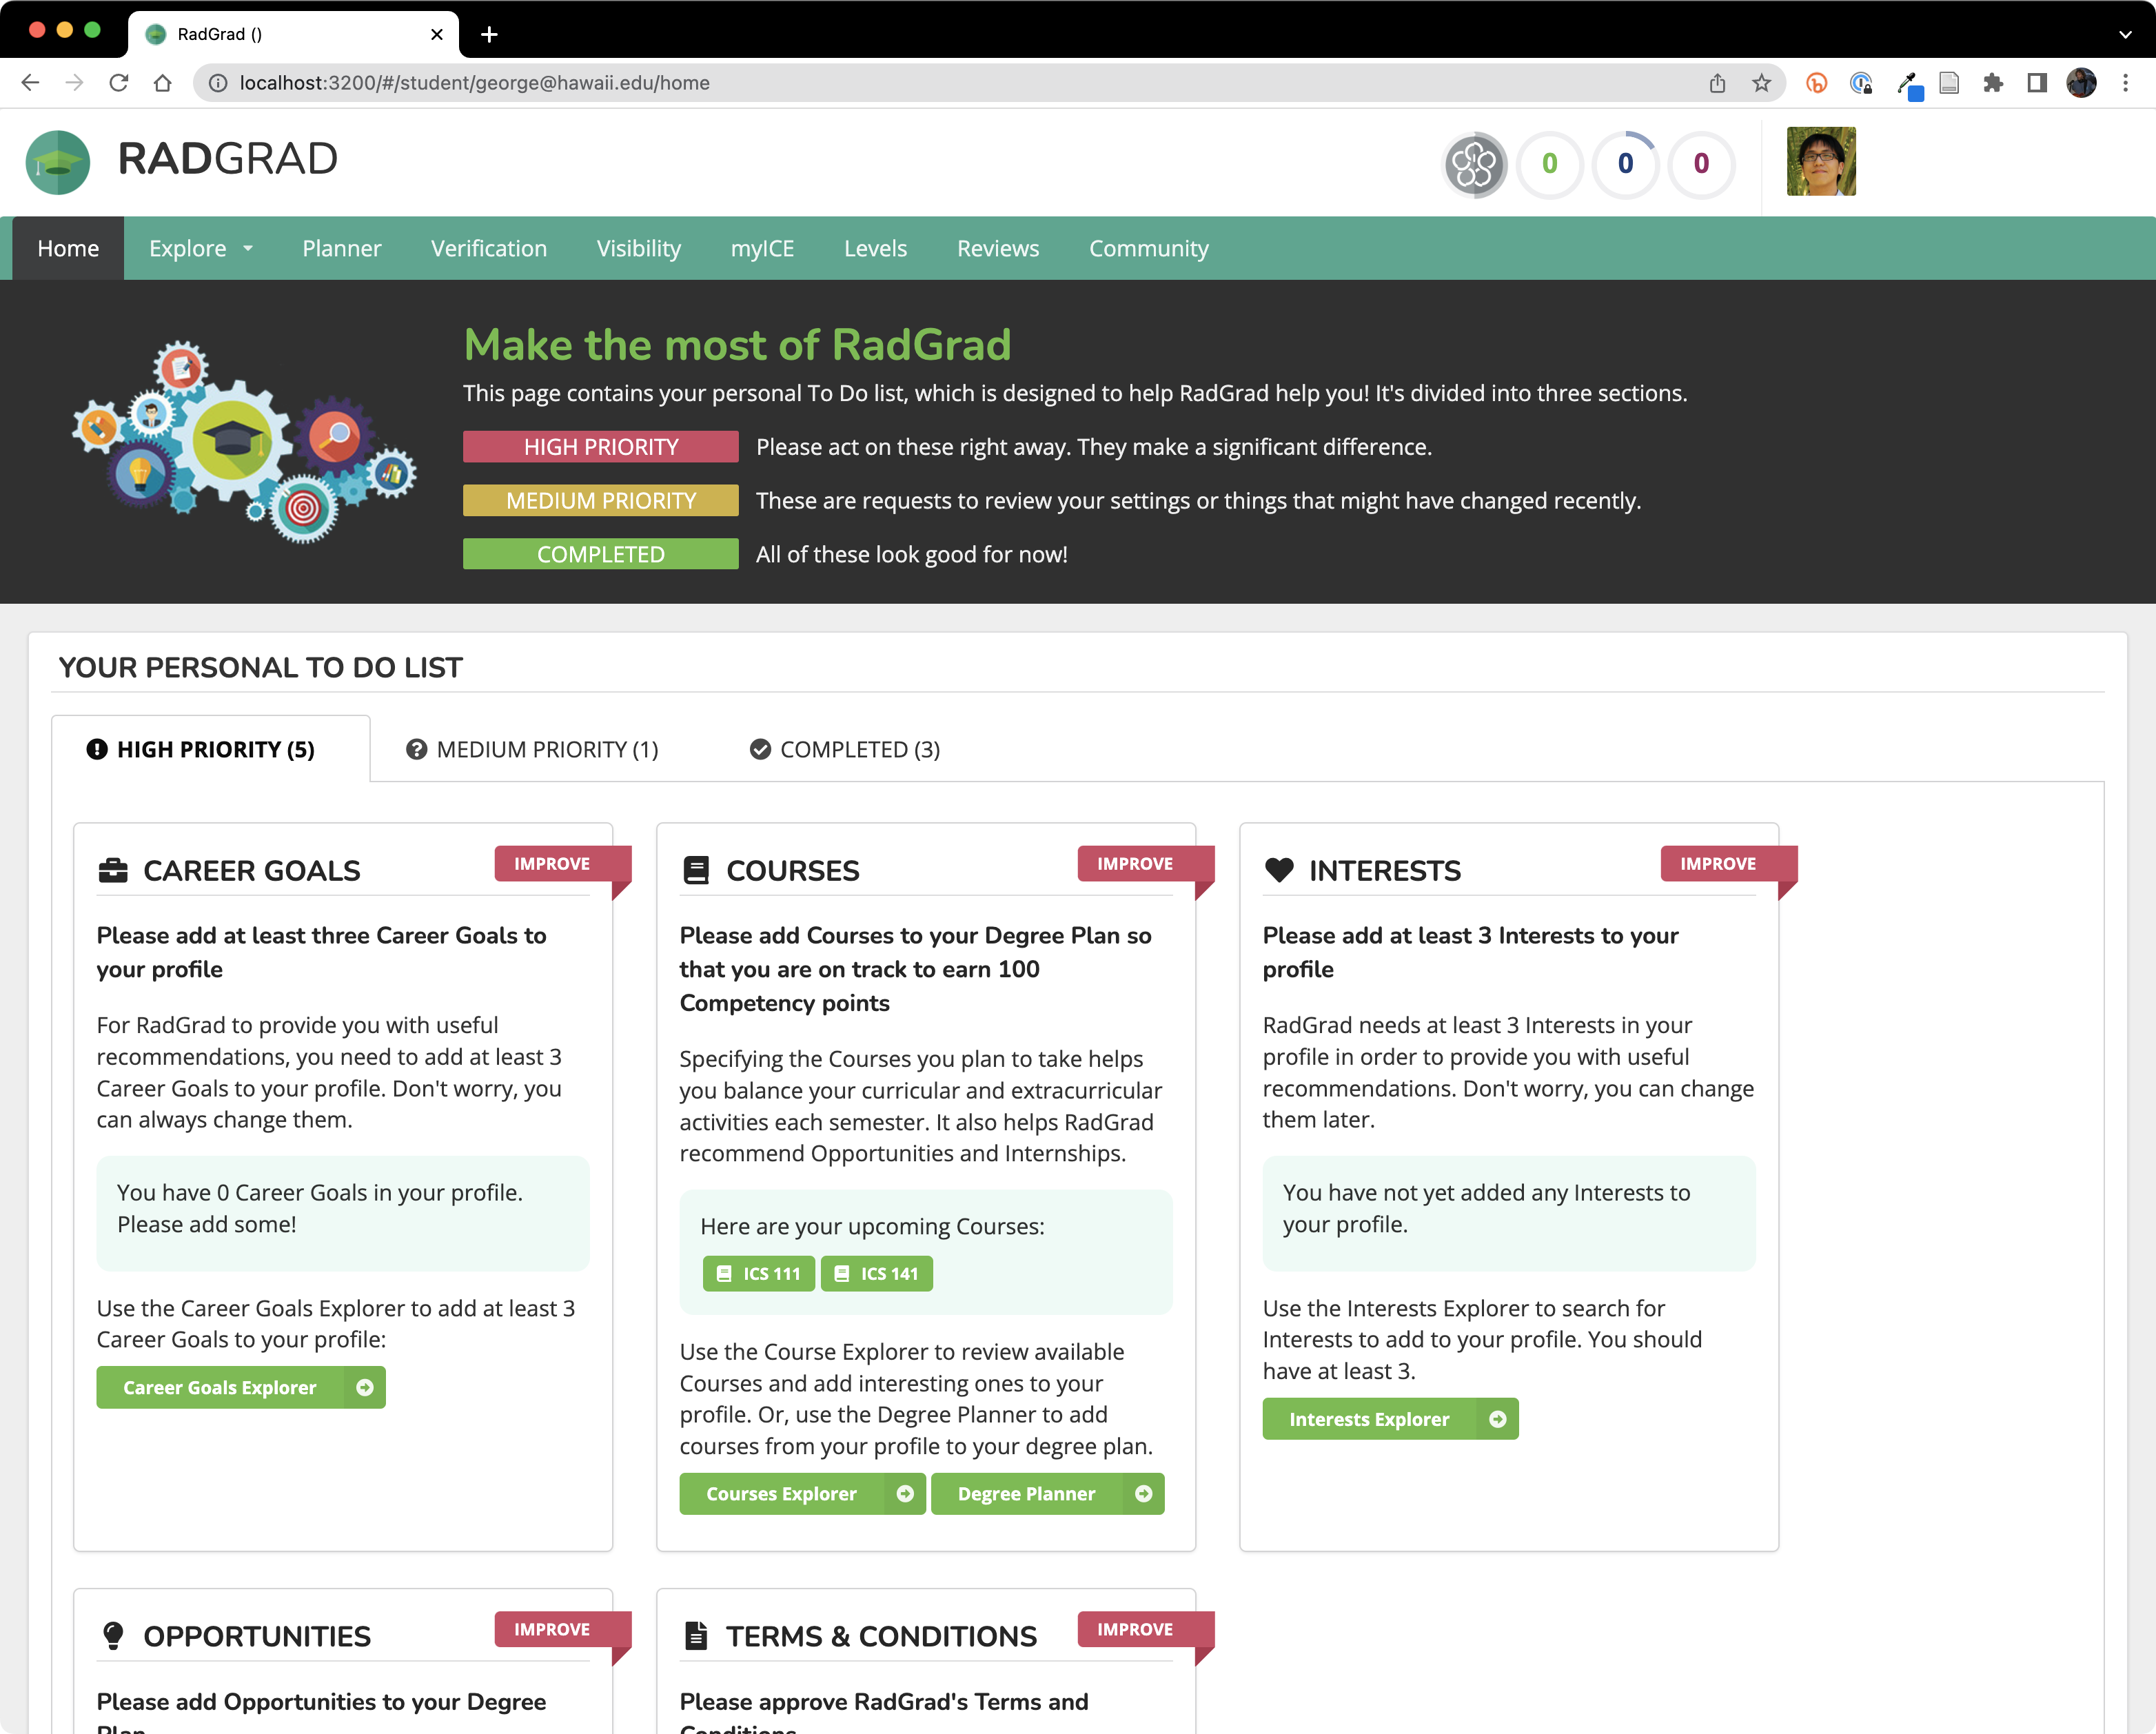 RadGrad ()
localhost:3200/#/student/george@hawaii.edu/home
RADGRAD
0 0 0
Home Explore Planner Verification Visibility myICE Levels Reviews Community
Make the most of RadGrad
This page contains your personal To Do list, which is designed to help RadGrad help you! It's divided into three sections.
HIGH PRIORITY Please act on these right away. They make a significant difference.
MEDIUM PRIORITY These are requests to review your settings or things that might have changed recently.
COMPLETED All of these look good for now!
YOUR PERSONAL TO DO LIST
HIGH PRIORITY (5) MEDIUM PRIORITY (1) COMPLETED (3)
CAREER GOALS
IMPROVE
Please add at least three Career Goals to
your profile
For RadGrad to provide you with useful
recommendations, you need to add at least 3
Career Goals to your profile. Don't worry, you
can always change them.
You have 0 Career Goals in your profile.
Please add some!
Use the Career Goals Explorer to add at least 3
Career Goals to your profile:
Career Goals Explorer
COURSES
IMPROVE
Please add Courses to your Degree Plan so
that you are on track to earn 100
Competency points
Specifying the Courses you plan to take helps
you balance your curricular and extracurricular
activities each semester. It also helps RadGrad
recommend Opportunities and Internships.
Here are your upcoming Courses:
ICS 111 ICS 141
Use the Course Explorer to review available
Courses and add interesting ones to your
profile. Or, use the Degree Planner to add
courses from your profile to your degree plan.
Courses Explorer Degree Planner
INTERESTS
IMPROVE
Please add at least 3 Interests to your
profile
RadGrad needs at least 3 Interests in your
profile in order to provide you with useful
recommendations. Don't worry, you can change
them later.
You have not yet added any Interests to
your profile.
Use the Interests Explorer to search for
Interests to add to your profile. You should
have at least 3.
Interests Explorer
OPPORTUNITIES
IMPROVE
Please add Opportunities to your Degree
Plan
TERMS & CONDITIONS
IMPROVE
Please approve RadGrad's Terms and
Conditions